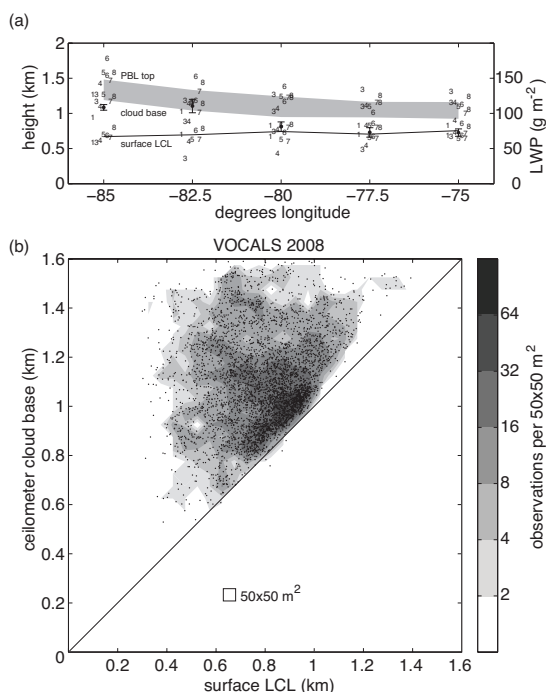 (a)
2
1.5
1
0.5
0
height (km)
PBL top
cloud base
surface LCL
150
100
50
0
LWP (g m-2)
−85
−82.5
−80
−77.5
−75
degrees longitude
(b)
VOCALS 2008
1.6
1.4
1.2
1
0.8
0.6
0.4
0.2
0
ceilometer cloud base (km)
50x50 m2
0.2
0.4
0.6
0.8
1
1.2
1.4
1.6
surface LCL (km)
64
32
16
8
4
2
observations per 50x50 m2